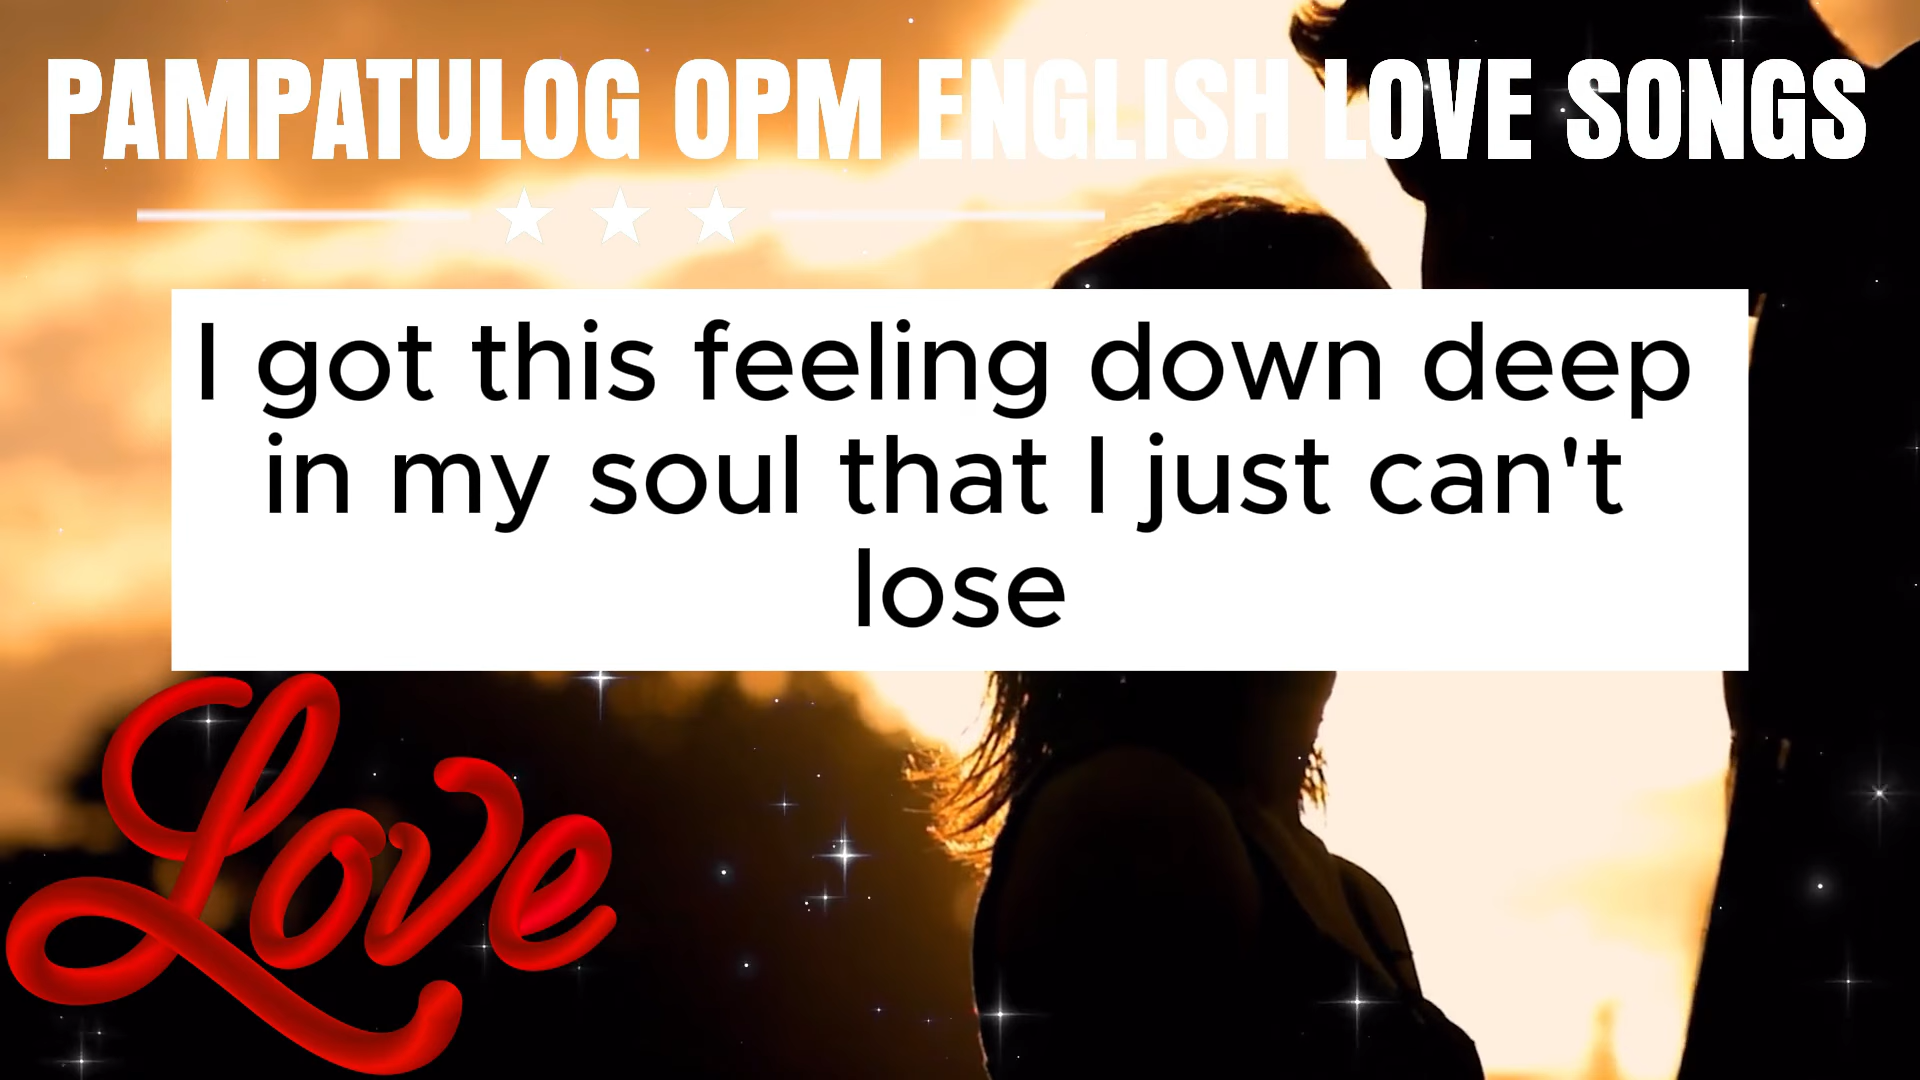 PAMPATULOG OPM ENGLISH LOVE SONGS
I got this feeling down deep
in my soul that I just can't
lose
Love